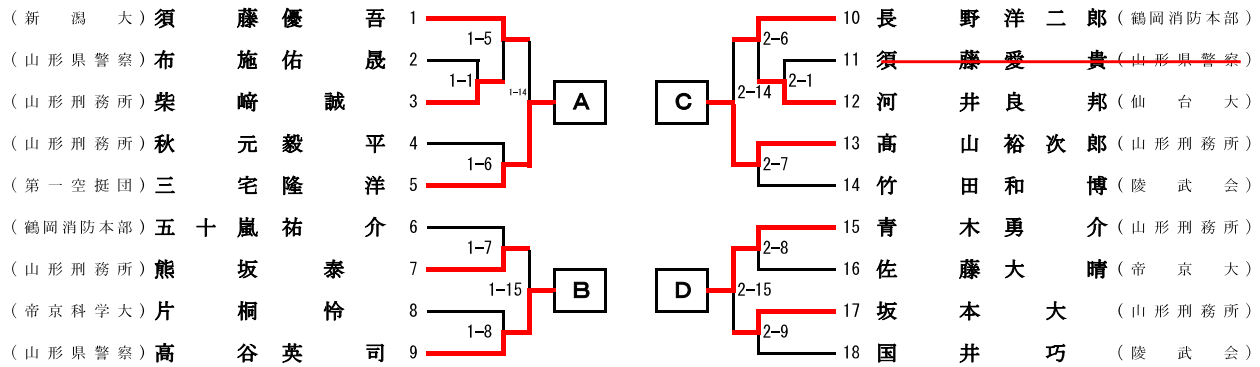 (新潟大) 須藤優吾 1
(山形県警察) 布施佑晟 2
(山形刑務所) 柴﨑誠 3
(山形刑務所) 秋元毅平 4
(第一空挺団) 三宅隆洋 5
(鶴岡消防本部) 五十嵐祐介 6
(山形刑務所) 熊坂泰 7
(帝京科学大) 片桐怜 8
(山形県警察) 高谷英司 9
1-5
1-1
1-14
1-6
1-7
1-15
1-8
A
B
C
D
2-6
2-1
2-14
2-7
2-8
2-15
2-9
10 長野洋二郎 (鶴岡消防本部)
11 須藤愛貴 (山形県警察)
12 河井良邦 (仙台大)
13 髙山裕次郎 (山形刑務所)
14 竹田和博 (陵武会)
15 青木勇介 (山形刑務所)
16 佐藤大晴 (帝京大)
17 坂本大 (山形刑務所)
18 国井巧 (陵武会)